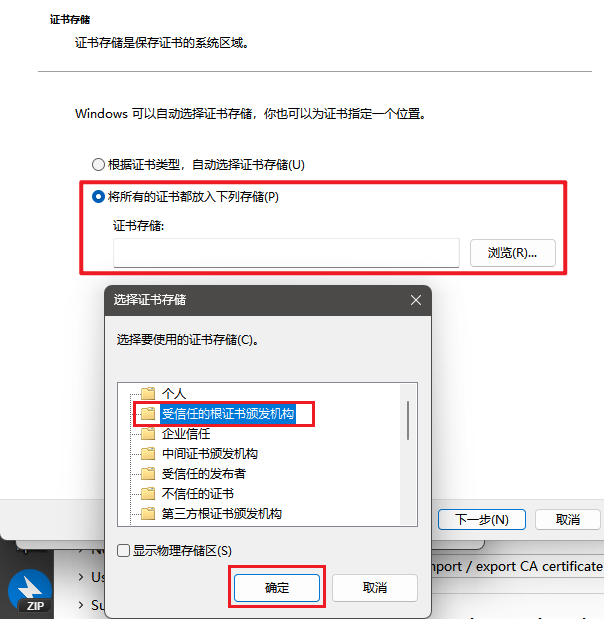 证书存储
证书存储是保存证书的系统区域。
Windows 可以自动选择证书存储，你也可以为证书指定一个位置。
根据证书类型，自动选择证书存储(U)
将所有的证书都放入下列存储(P)
证书存储:
浏览(R)...
选择证书存储
选择要使用的证书存储(C)。
个人
受信任的根证书颁发机构
企业信任
中间证书颁发机构
受信任的发布者
不信任的证书
第三方根证书颁发机构
显示物理存储区(S)
确定
取消
下一步(N)
取消
port / export CA certificate
Us
Su
ZIP